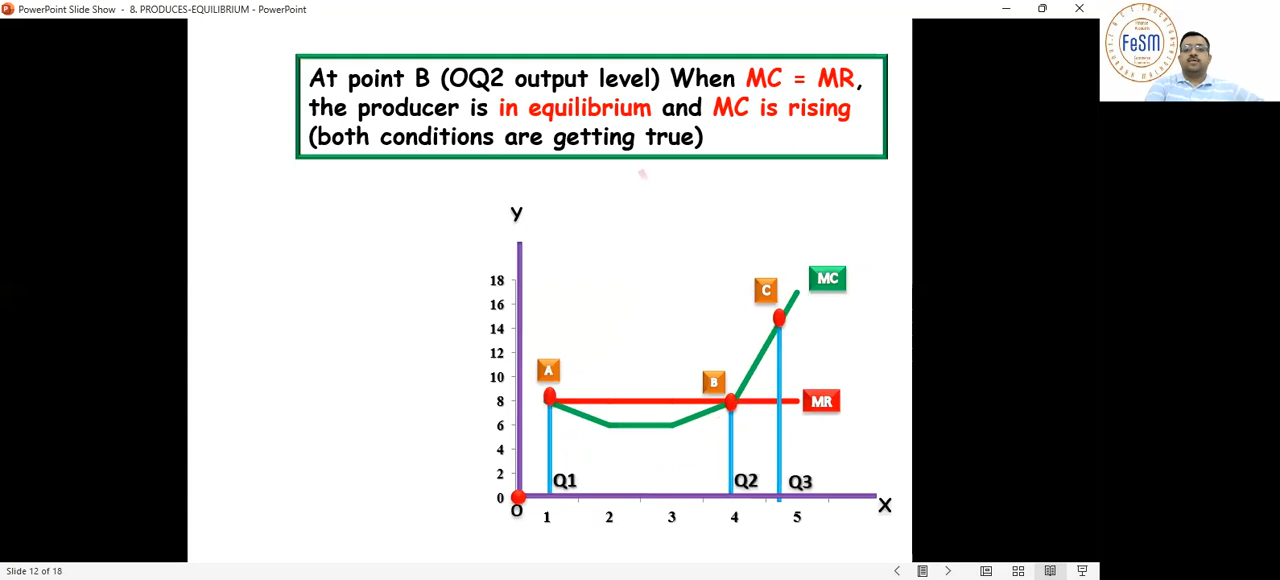 PowerPoint Slide Show - 8. PRODUCES-EQUILIBRIUM - PowerPoint
FeSM
At point B (OQ2 output level) When MC = MR,
the producer is in equilibrium and MC is rising
(both conditions are getting true)
Y
18
16
14
12
10
8
6
4
2
0
A
B
C
MC
MR
Q1
Q2
Q3
O
1
2
3
4
5
X
Slide 12 of 18